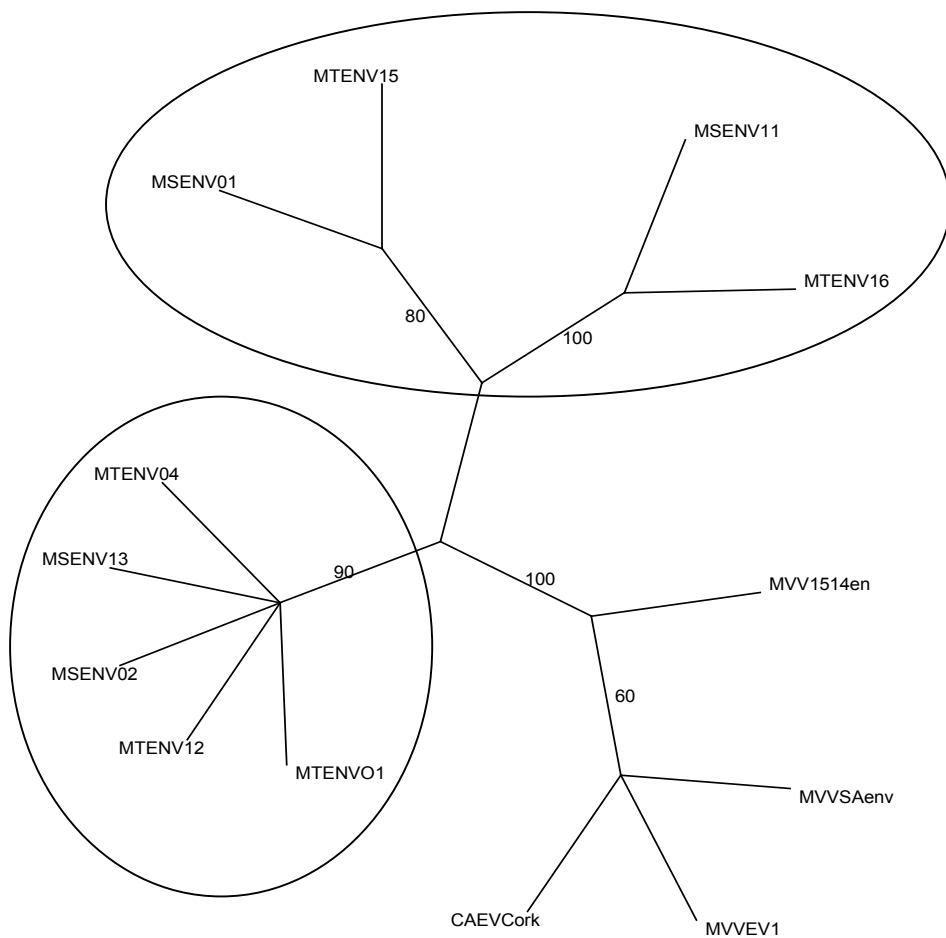 MTENV15
MSENV11
MSENV01
MTENV16
80
100
MTENV04
MSENV13
90
100
MVV1514en
MSENV02
60
MTENV12
MTENVO1
MVVSAenv
CAEVCork
MVVEV1